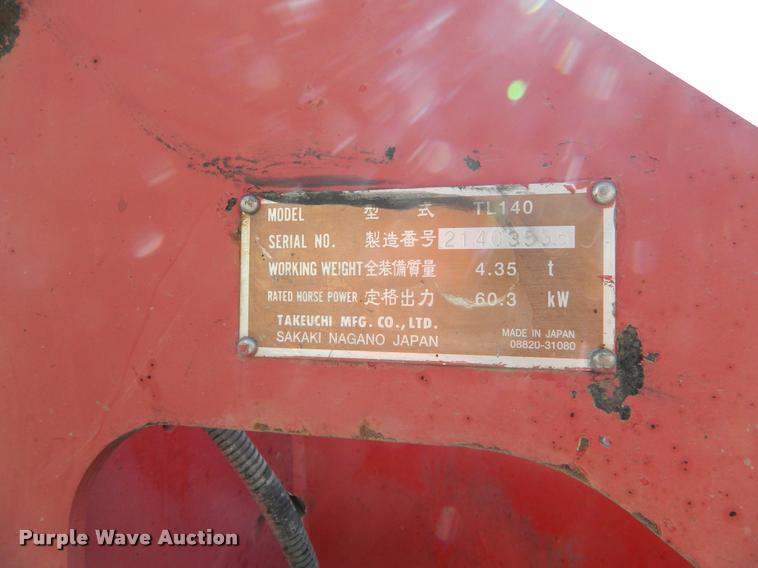 MODEL 型 式 TL140
SERIAL NO. 製造番号
WORKING WEIGHT 全装備質量 4.35 t
RATED HORSE POWER 定格出力 60.3 kW
TAKEUCHI MFG. CO., LTD.
SAKAKI NAGANO JAPAN
MADE IN JAPAN
08820-31080
Purple Wave Auction